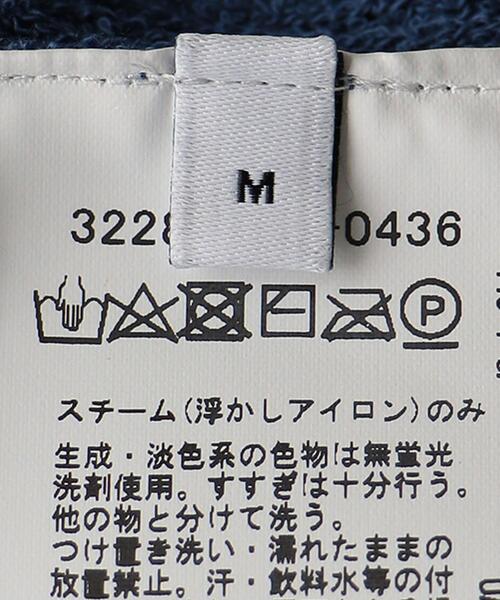 M
3228 -0436
P
スチーム(浮かしアイロン)のみ
生成・淡色系の色物は無蛍光
洗剤使用。すすぎは十分行う。
他の物と分けて洗う。
つけ置き洗い・濡れたままの
放置禁止。汗・飲料水等の付